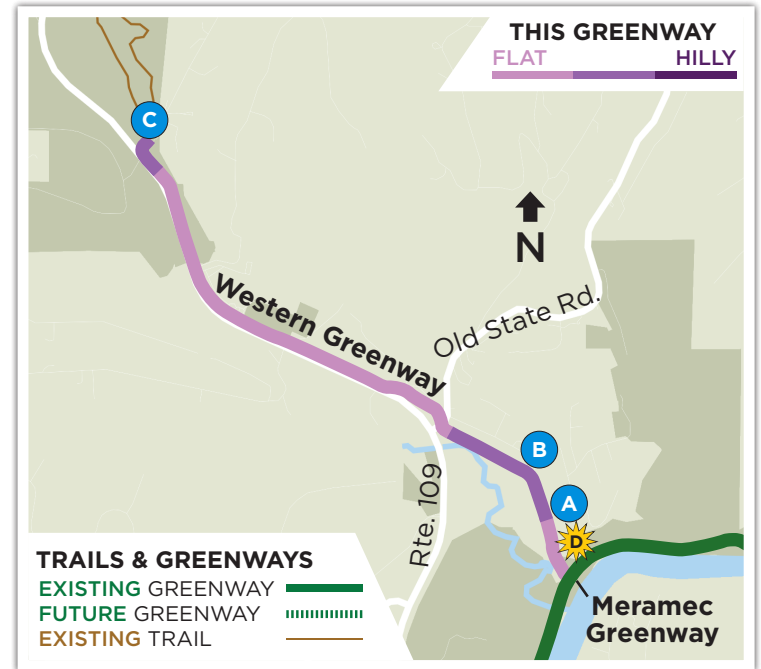 THIS GREENWAY
FLAT HILLY
C
N
Western Greenway
Old State Rd.
B
A
D
Rte. 109
Meramec
Greenway
TRAILS & GREENWAYS
EXISTING GREENWAY
FUTURE GREENWAY
EXISTING TRAIL